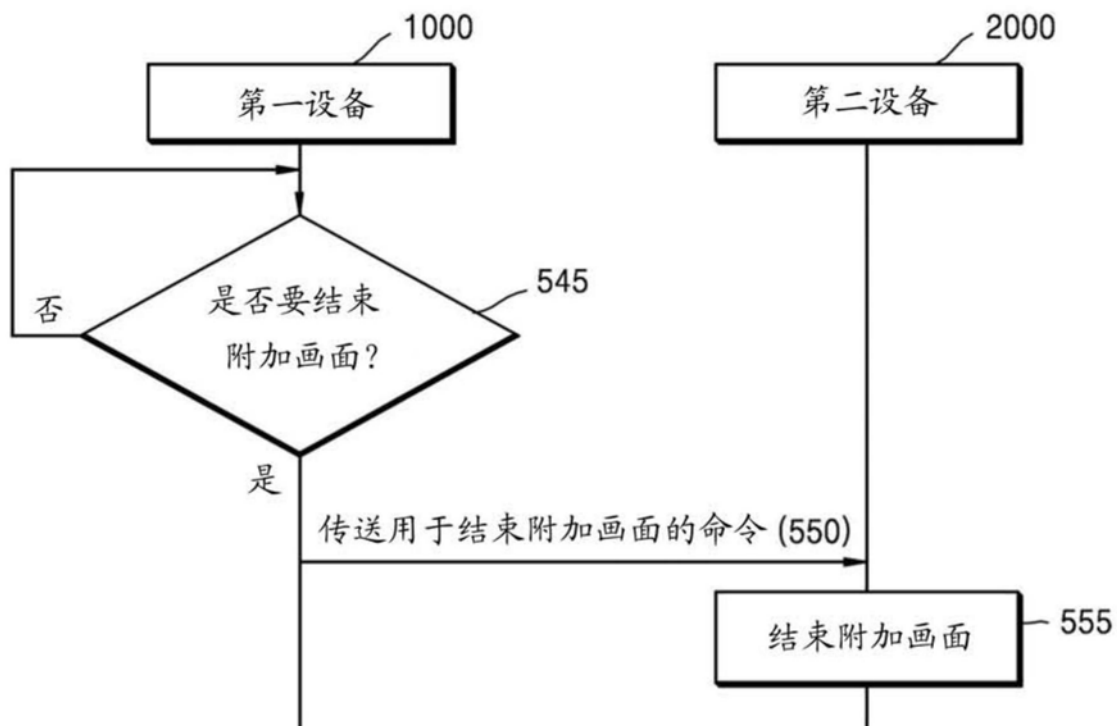 1000
2000
第一设备
第二设备
545
是否要结束
附加画面?
否
是
传送用于结束附加画面的命令 (550)
结束附加画面
555